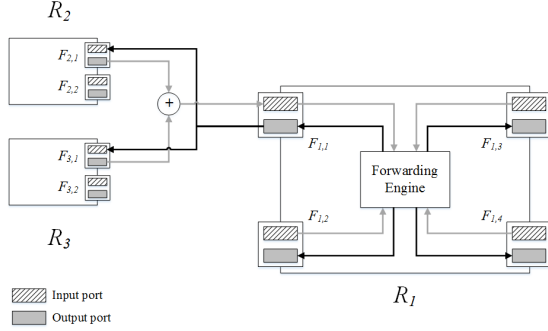 R2
F2,1
F2,2
+
F3,1
F3,2
R3
F1,1
F1,3
Forwarding
Engine
F1,2
F1,4
R1
Input port
Output port